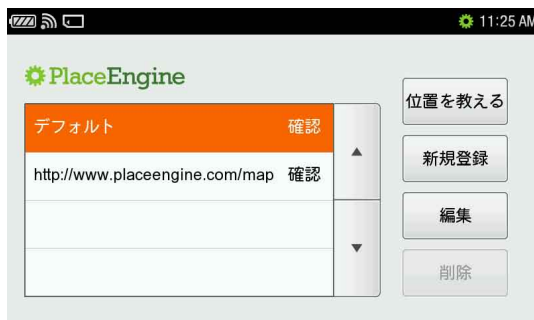 11:25 AM
PlaceEngine
デフォルト 確認
http://www.placeengine.com/map 確認
位置を教える
新規登録
編集
削除